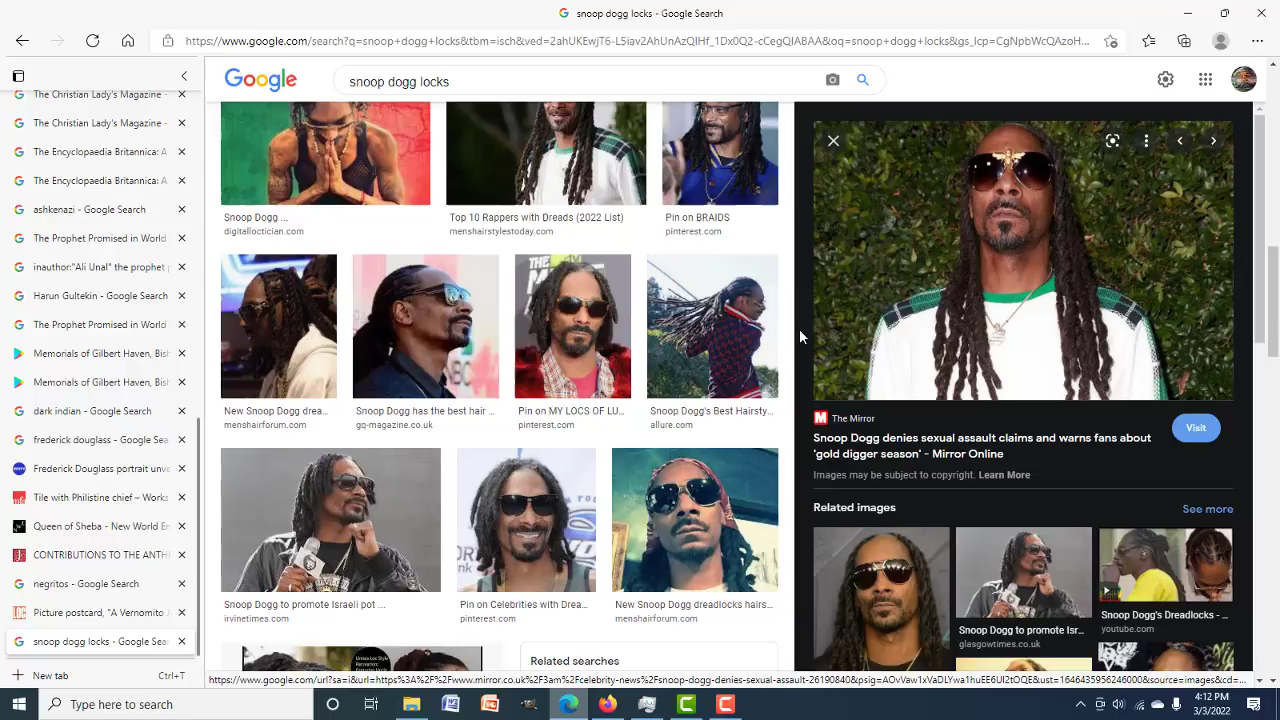 snoop dogg locks - Google Search
https://www.google.com/search?q=snoop+dogg+locks&tbm=isch&ved=2ahUKEwjT6-L5iav2AhUnAzQIHf_1Dx0Q2-cCegQIABAA&oq=snoop+dogg+locks&gs_lcp=CgNpbWcQAzoH...
The Christian Lady's Magazine
The Christian Lady's Magazine -
The Encyclopaedia Britannica: A
The Encyclopaedia Britannica: A
ashkenazi - Google Search
The Prophet Promised in World
inauthor:"Ali Unal" the prophet
Harun Gultekin - Google Search
The Prophet Promised in World
Memorials of Gilbert Haven, Bish
Memorials of Gilbert Haven, Bish
dark indian - Google Search
frederick douglass - Google Sea
Frederick Douglass portrait
Tile with Philistine chief – Works
Queen of Sheba - New World En
CONTRIBUTIONS TO THE ANTH
negritos - Google Search
Picture postcard, "A Vernomito
snoop dogg locks - Google Sear
New tab
Ctrl+T
Google
snoop dogg locks
Snoop Dogg ...
digitalloctician.com
Top 10 Rappers with Dreads (2022 List)
menshairstylestoday.com
Pin on BRAIDS
pinterest.com
New Snoop Dogg drea...
menshairforum.com
Snoop Dogg has the best hair ...
gq-magazine.co.uk
Pin on MY LOCS OF LU...
pinterest.com
Snoop Dogg's Best Hairsty...
allure.com
Snoop Dogg to promote Israeli pot ...
irvinetimes.com
Pin on Celebrities with Drea...
pinterest.com
New Snoop Dogg dreadlocks hairs...
menshairforum.com
Related searches
The Mirror
Visit
Snoop Dogg denies sexual assault claims and warns fans about
'gold digger season' - Mirror Online
Images may be subject to copyright. Learn More
Related images
See more
Snoop Dogg to promote Isr...
glasgowtimes.co.uk
Snoop Dogg's Dreadlocks - ...
youtube.com
https://www.google.com/url?sa=i&url=https%3A%2F%2Fwww.mirror.co.uk%2F3am%2Fcelebrity-news%2Fsnoop-dogg-denies-sexual-assault-26190840&psig=AOvVaw1xVaDLYwa1huEE6UI2tOQE&ust=1646435956246000&source=images&cd=...
Type here to search
4:12 PM
3/3/2022